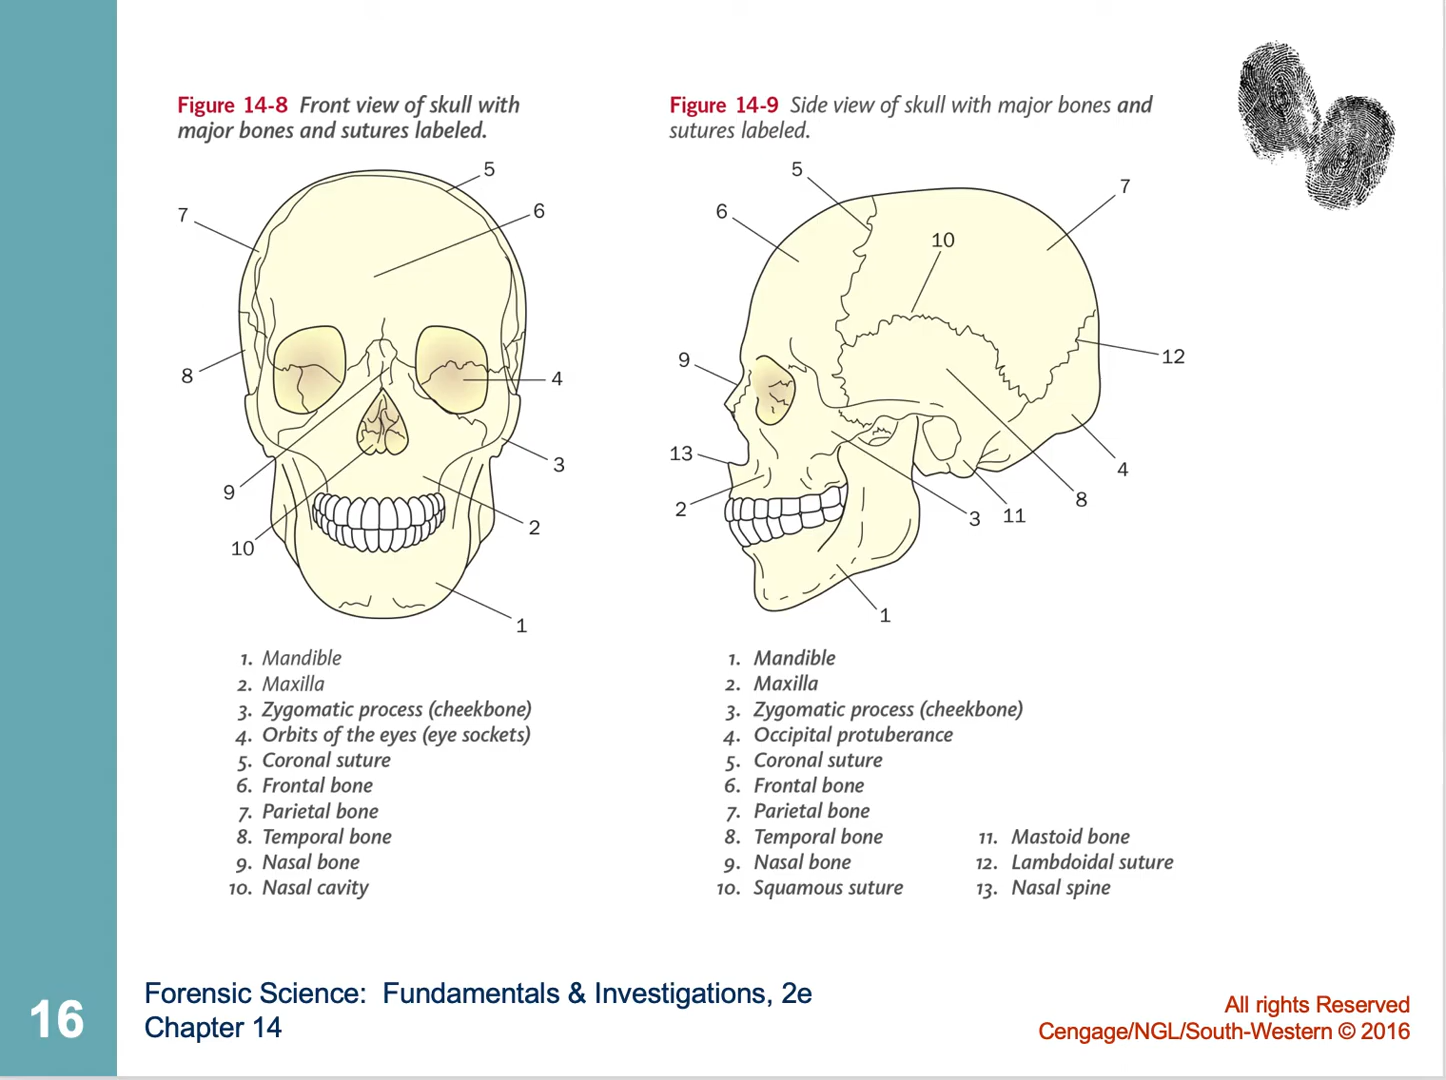 Figure 14-8 Front view of skull with
major bones and sutures labeled.
5
7
6
8
4
3
9
2
10
1
1. Mandible
2. Maxilla
3. Zygomatic process (cheekbone)
4. Orbits of the eyes (eye sockets)
5. Coronal suture
6. Frontal bone
7. Parietal bone
8. Temporal bone
9. Nasal bone
10. Nasal cavity
Figure 14-9 Side view of skull with major bones and
sutures labeled.
5
7
6
10
12
9
13
4
2
8
3
11
1
1. Mandible
2. Maxilla
3. Zygomatic process (cheekbone)
4. Occipital protuberance
5. Coronal suture
6. Frontal bone
7. Parietal bone
8. Temporal bone
9. Nasal bone
10. Squamous suture
11. Mastoid bone
12. Lambdoidal suture
13. Nasal spine
16
Forensic Science: Fundamentals & Investigations, 2e
Chapter 14
All rights Reserved
Cengage/NGL/South-Western © 2016